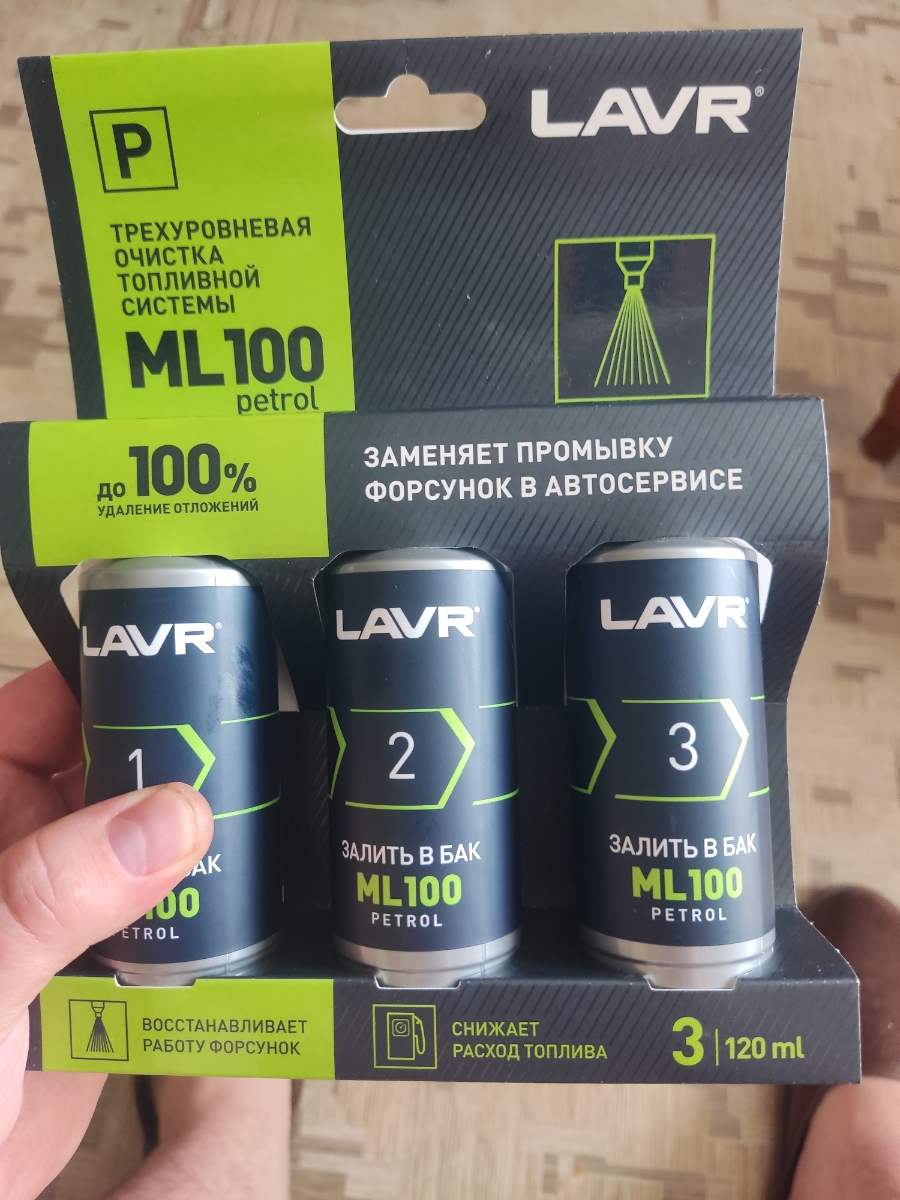 LAVR®
P
ТРЕХУРОВНЕВАЯ
ОЧИСТКА
ТОПЛИВНОЙ
СИСТЕМЫ
ML100
petrol
до 100%
УДАЛЕНИЕ ОТЛОЖЕНИЙ
ЗАМЕНЯЕТ ПРОМЫВКУ
ФОРСУНОК В АВТОСЕРВИСЕ
LAVR®
1
LAVR®
2
ЗАЛИТЬ В БАК
ML100
PETROL
LAVR®
3
ЗАЛИТЬ В БАК
ML100
PETROL
ВОССТАНАВЛИВАЕТ
РАБОТУ ФОРСУНОК
СНИЖАЕТ
РАСХОД ТОПЛИВА
3 | 120 ml